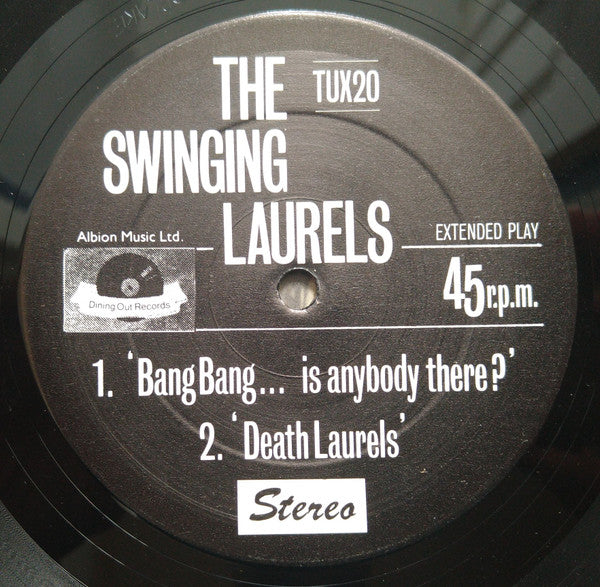 THE
TUX20
SWINGING
LAURELS
Albion Music Ltd.
EXTENDED PLAY
Dining Out Records
45 r.p.m.
1. 'Bang Bang... is anybody there?'
2. 'Death Laurels'
Stereo